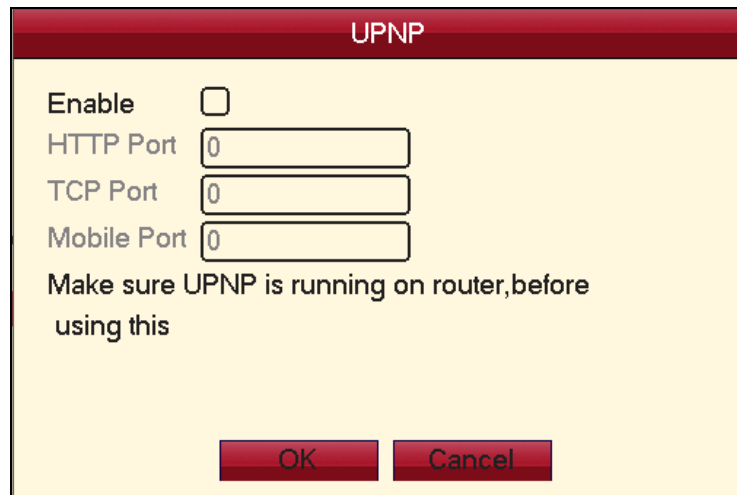 UPNP
Enable
HTTP Port 0
TCP Port 0
Mobile Port 0
Make sure UPNP is running on router,before
using this
OK Cancel